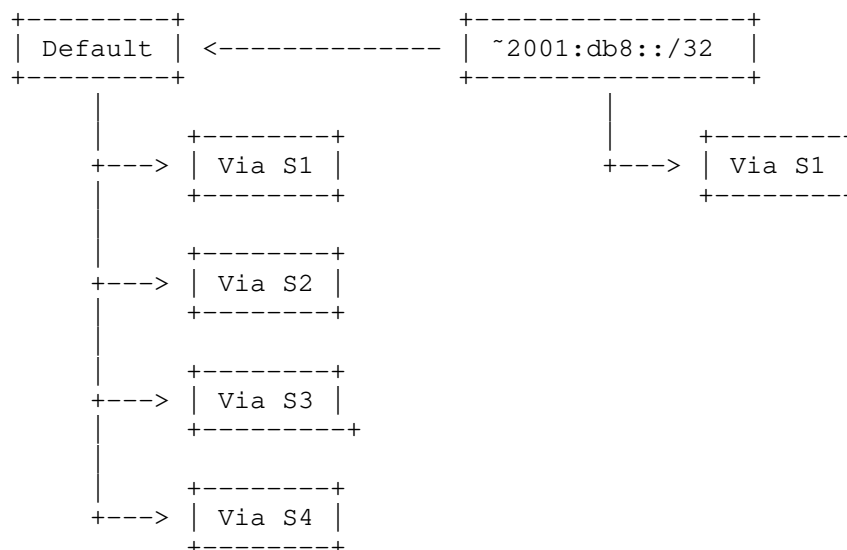 +---------+                 +-----------------+
| Default | <-------------- | ~2001:db8::/32  |
+---------+                 +-----------------+
     |                               |
     |     +--------+                |     +--------+
     +---> | Via S1 |                +---> | Via S1
     |     +--------+                      +--------+
     |
     |     +--------+
     +---> | Via S2 |
     |     +--------+
     |
     |     +--------+
     +---> | Via S3 |
     |     +---------+
     |
     |     +--------+
     +---> | Via S4 |
           +--------+